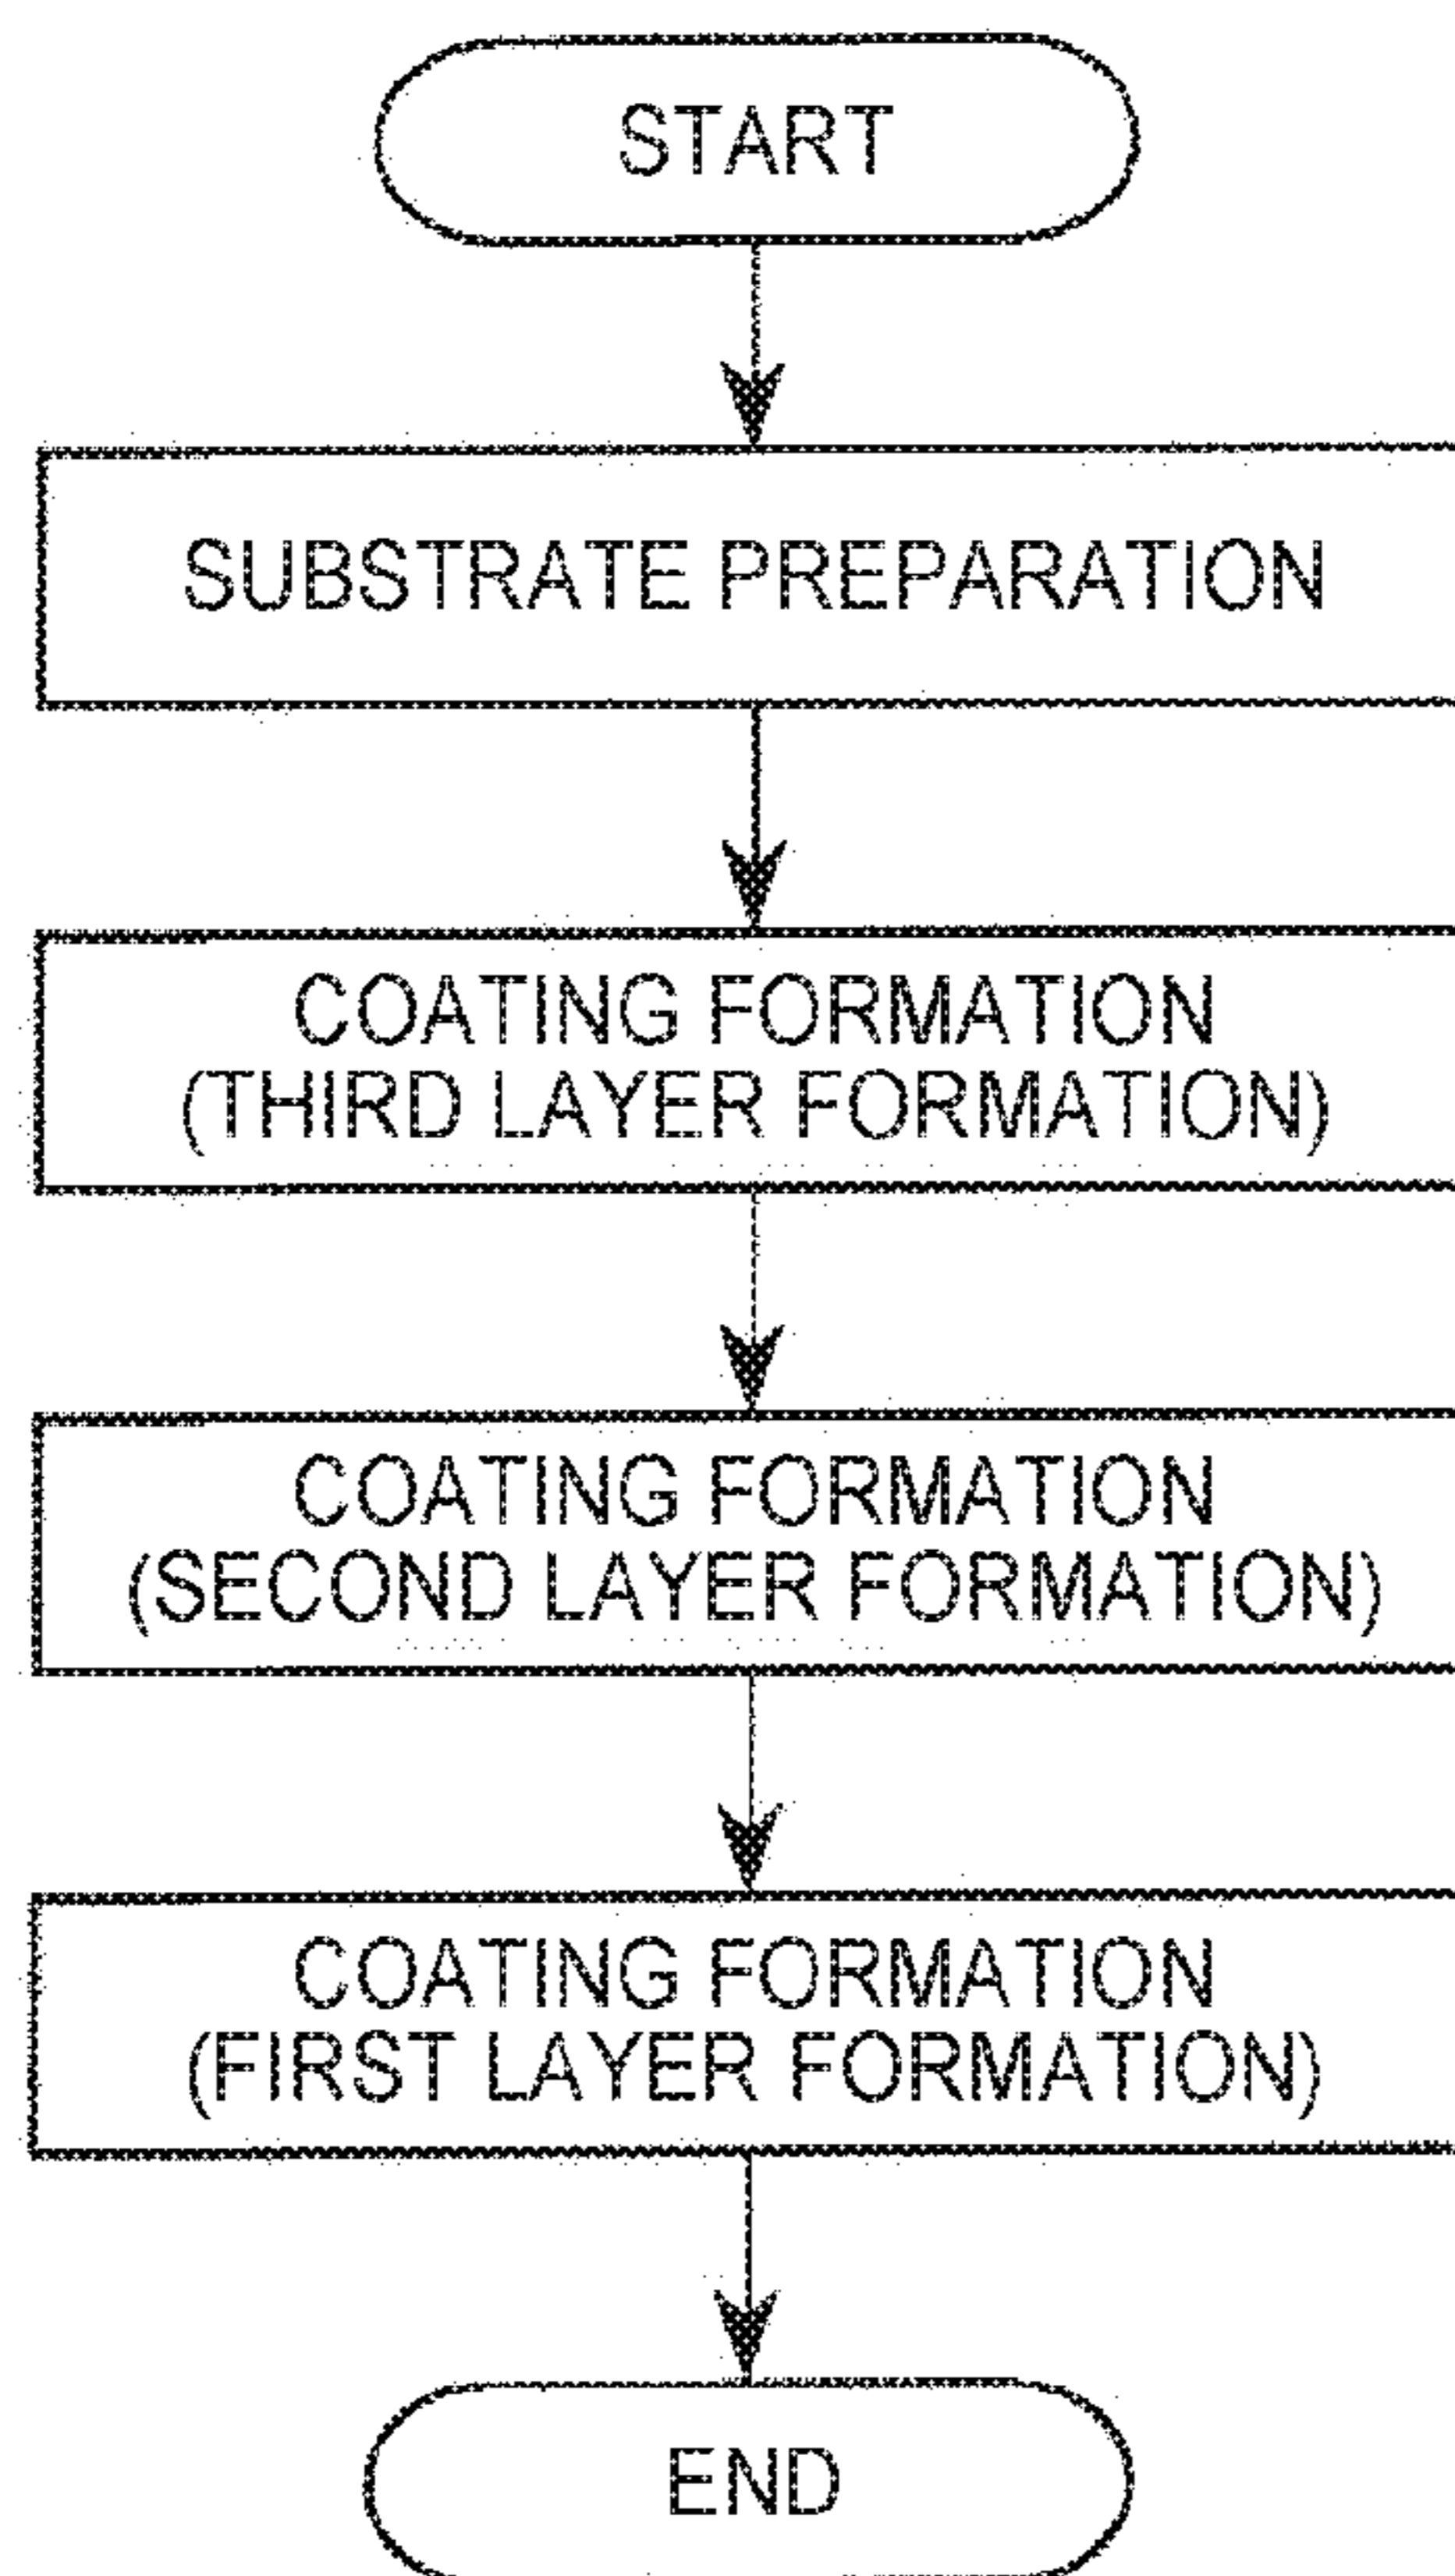 START
SUBSTRATE PREPARATION
COATING FORMATION
(THIRD LAYER FORMATION)
COATING FORMATION
(SECOND LAYER FORMATION)
COATING FORMATION
(FIRST LAYER FORMATION)
END